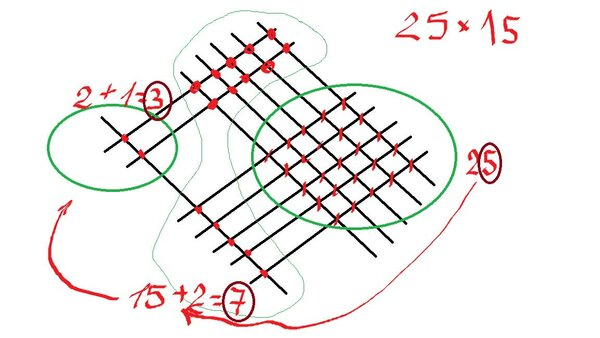 25 × 15
2 + 1 = 3
25
15 + 2 = 7